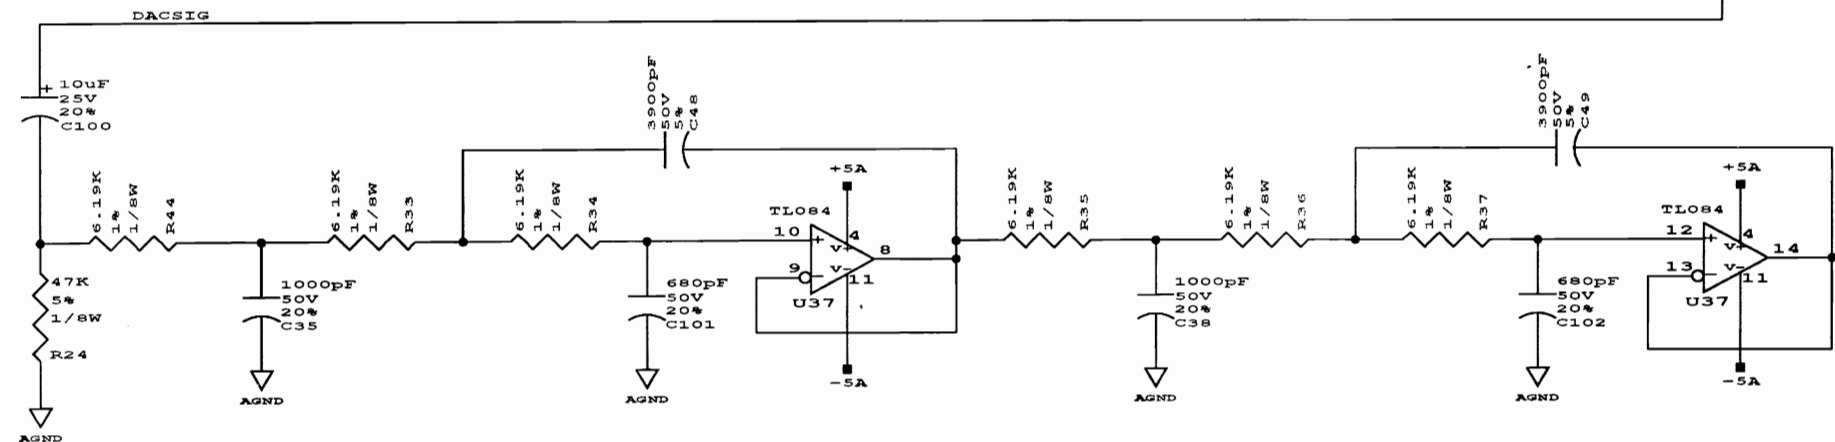 DACSIG
+ 10uF
25V
20%
C100
6.19K
1%
1/8W
R44
47K
5%
1/8W
R24
AGND
1000pF
50V
20%
C35
AGND
6.19K
1%
1/8W
R33
3900pF
50V
5%
C48
6.19K
1%
1/8W
R34
680pF
50V
20%
C101
AGND
+5A
TL084
10
+
4
V+
8
9
−
V−
11
U37
-5A
6.19K
1%
1/8W
R35
1000pF
50V
20%
C38
AGND
6.19K
1%
1/8W
R36
3900pF
50V
5%
C49
6.19K
1%
1/8W
R37
680pF
50V
20%
C102
AGND
+5A
TL084
12
+
4
V+
14
13
−
V−
11
U37
-5A